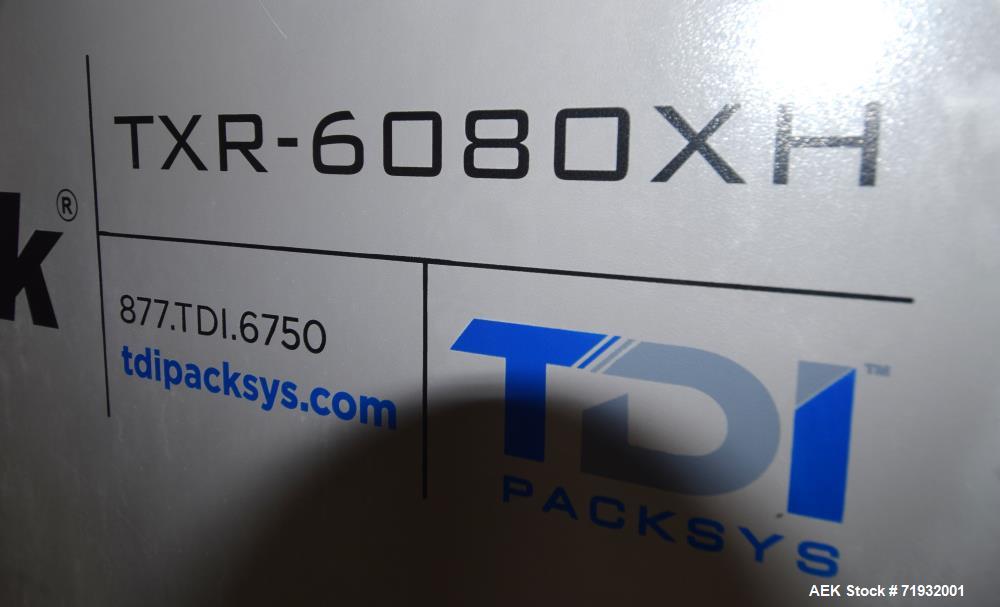 TXR-6080XH
k®
877.TDI.6750
tdipacksys.com
TDI™
PACKSYS
AEK Stock # 71932001